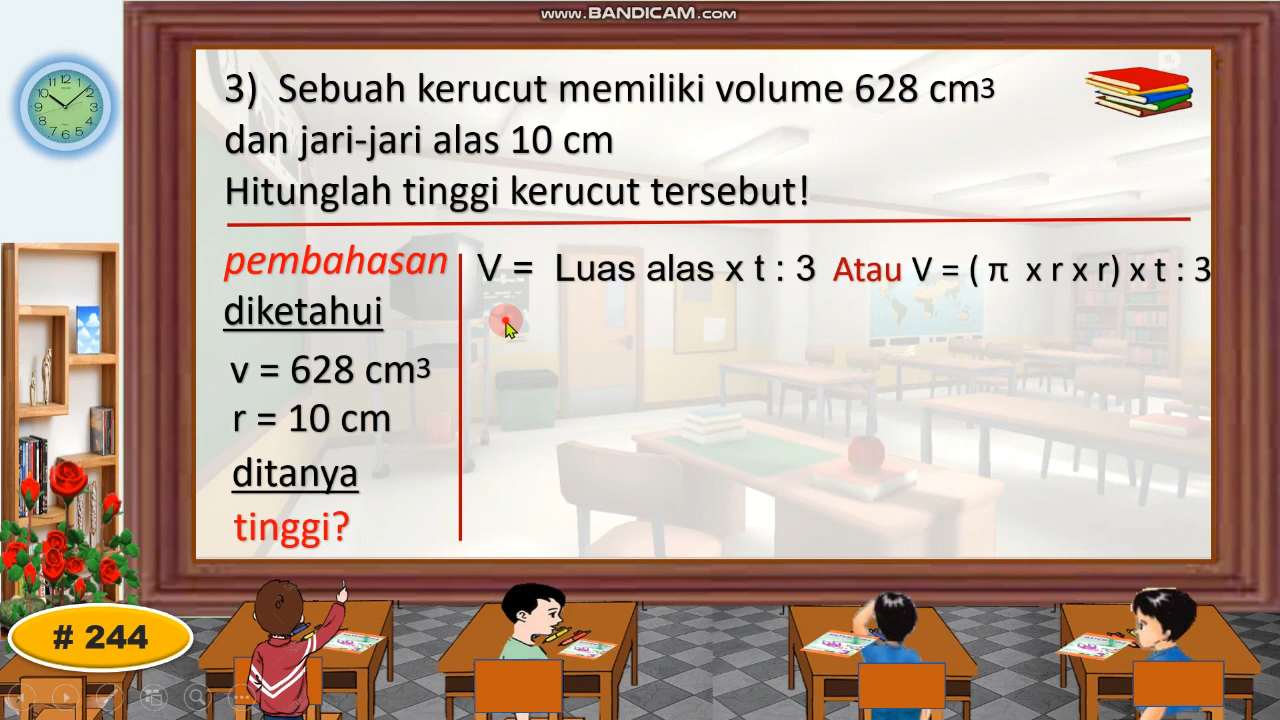 www.BANDICAM.com
3) Sebuah kerucut memiliki volume 628 cm3
dan jari-jari alas 10 cm
Hitunglah tinggi kerucut tersebut!
pembahasan
V = Luas alas x t : 3 Atau V = ( π x r x r) x t : 3
diketahui
v = 628 cm3
r = 10 cm
ditanya
tinggi?
# 244